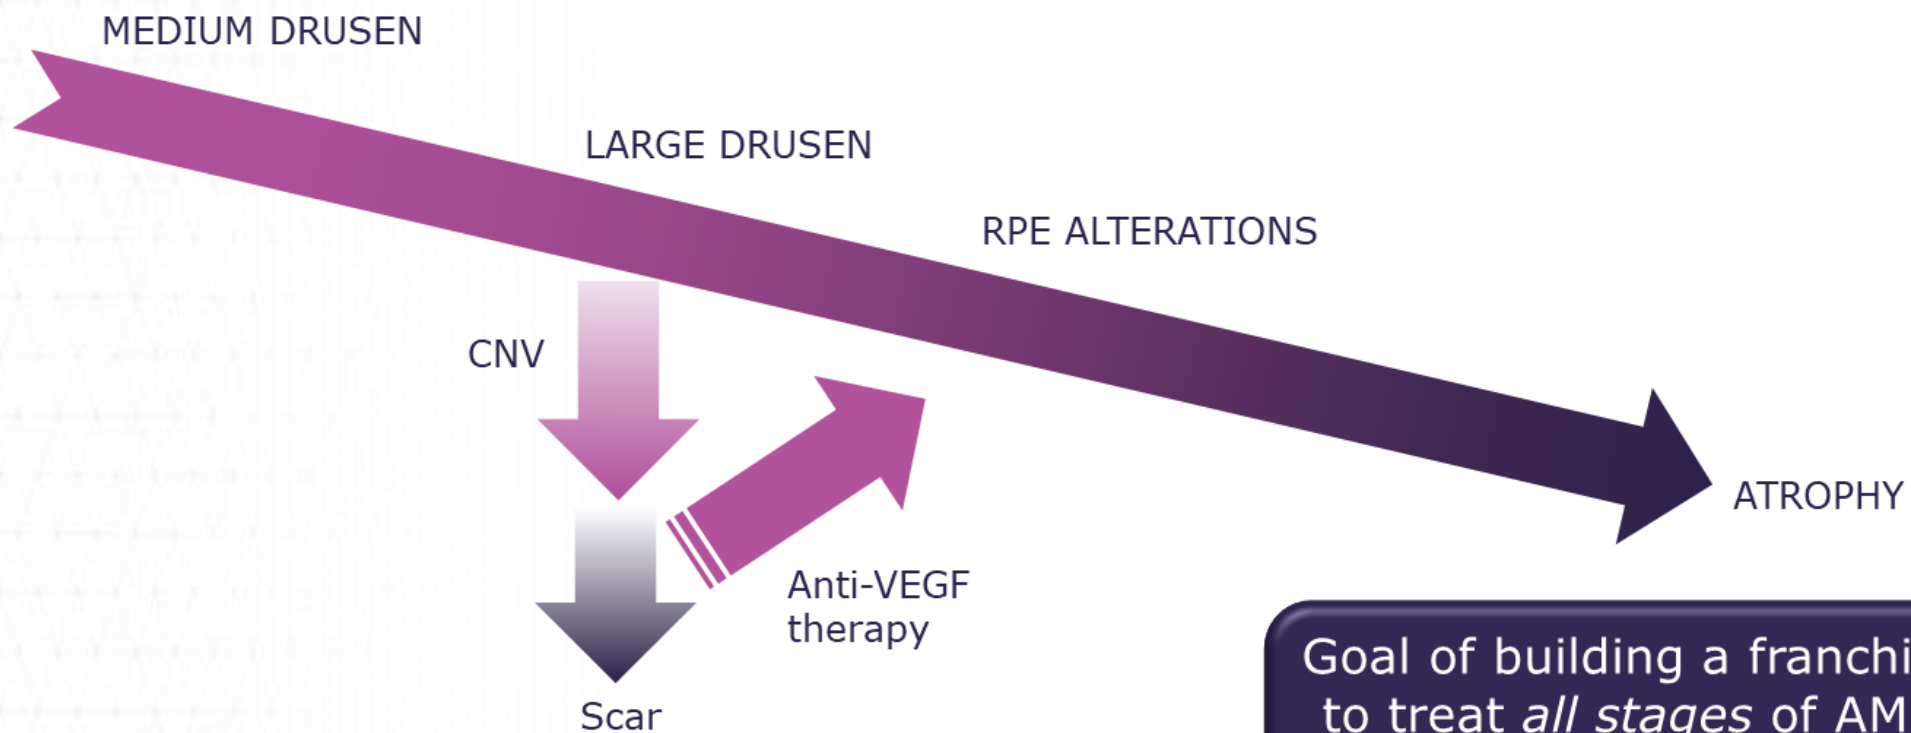 MEDIUM DRUSEN
LARGE DRUSEN
RPE ALTERATIONS
CNV
ATROPHY
Anti-VEGF
therapy
Scar
Goal of building a
to treat all stages of